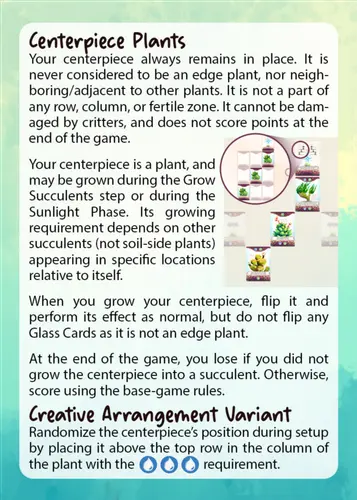 Centerpiece Plants
Your centerpiece always remains in place. It is
never considered to be an edge plant, nor neigh-
boring/adjacent to other plants. It is not a part of
any row, column, or fertile zone. It cannot be dam-
aged by critters, and does not score points at the
end of the game.
Your centerpiece is a plant, and
may be grown during the Grow
Succulents step or during the
Sunlight Phase. Its growing
requirement depends on other
succulents (not soil-side plants)
appearing in specific locations
relative to itself.
When you grow your centerpiece, flip it and
perform its effect as normal, but do not flip any
Glass Cards as it is not an edge plant.
At the end of the game, you lose if you did not
grow the centerpiece into a succulent. Otherwise,
score using the base-game rules.
Creative Arrangement Variant
Randomize the centerpiece's position during setup
by placing it above the top row in the column of
the plant with the requirement.